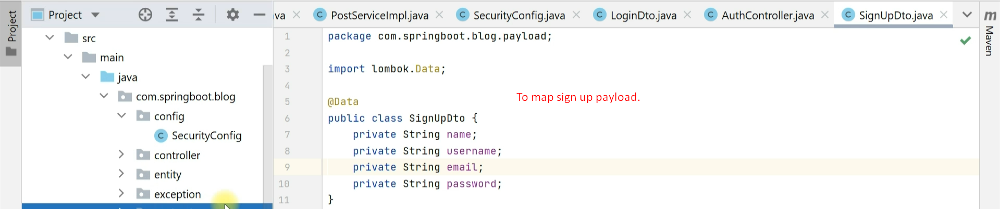 Project
Project
src
main
java
com.springboot.blog
config
SecurityConfig
controller
entity
exception
va
PostServiceImpl.java
SecurityConfig.java
LoginDto.java
AuthController.java
SignUpDto.java
1 package com.springboot.blog.payload;
2
3 import lombok.Data;
4
5 @Data
To map sign up payload.
6 public class SignUpDto {
7 private String name;
8 private String username;
9 private String email;
10 private String password;
11 }
m
Maven